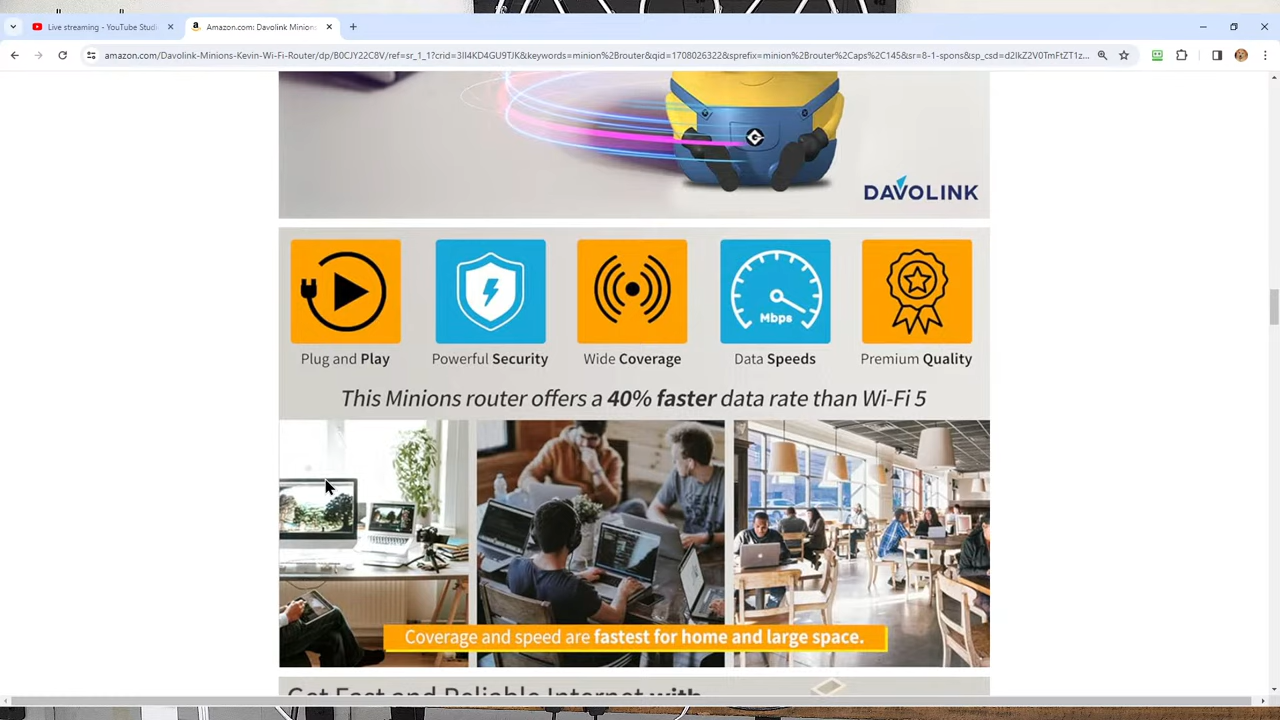 Live streaming - YouTube Studi
Amazon.com: Davolink Minions
amazon.com/Davolink-Minions-Kevin-Wi-Fi-Router/dp/B0CJY22C8V/ref=sr_1_1?crid=3JI4KD4GU9TJK&keywords=minion%2Brouter&qid=1708026322&sprefix=minion%2Brouter%2Caps%2C145&sr=8-1-spons&sp_csd=d2lkZ2V0TmFtZT1z...
DAVOLINK
Mbps
Plug and Play
Powerful Security
Wide Coverage
Data Speeds
Premium Quality
This Minions router offers a 40% faster data rate than Wi-Fi 5
Coverage and speed are fastest for home and large space.
Get Fast and Reliable Internet with